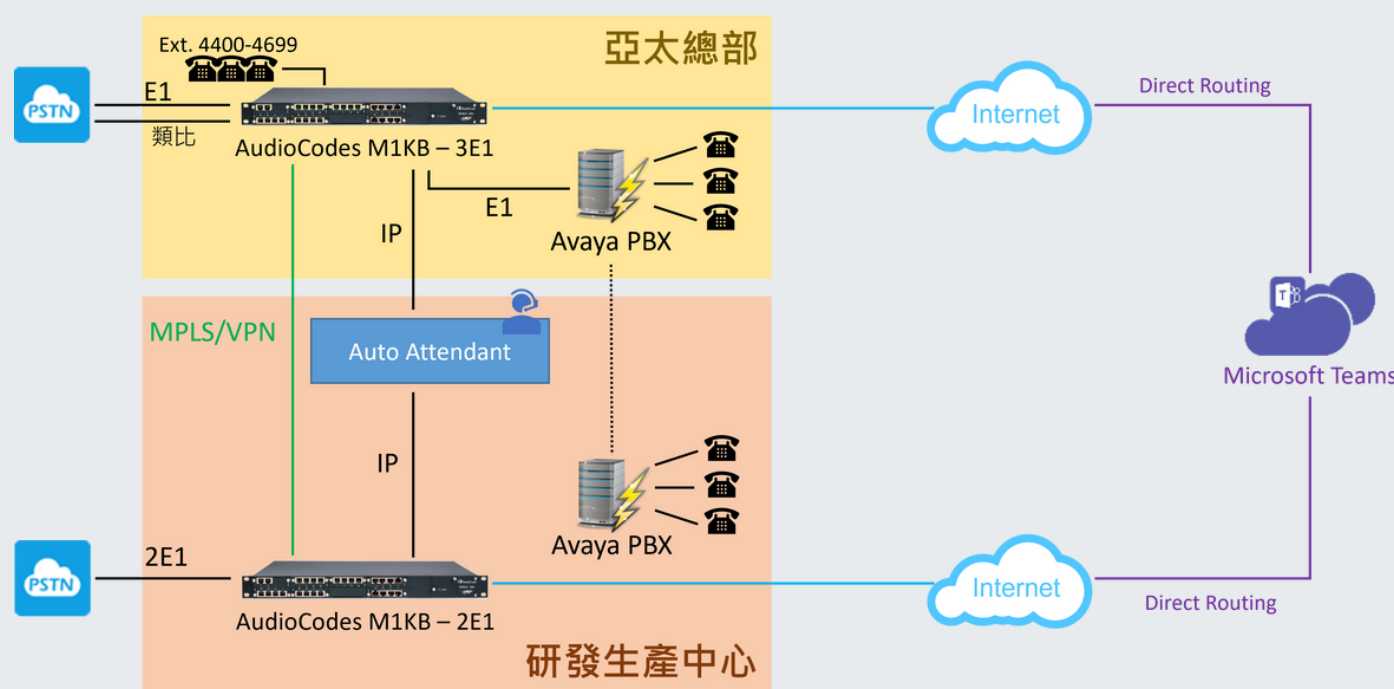 Ext. 4400-4699
亞太總部
PSTN
E1
類比
AudioCodes M1KB – 3E1
Internet
Direct Routing
IP
E1
Avaya PBX
MPLS/VPN
Auto Attendant
T
Microsoft Teams
IP
Avaya PBX
PSTN
2E1
AudioCodes M1KB – 2E1
Internet
Direct Routing
研發生產中心